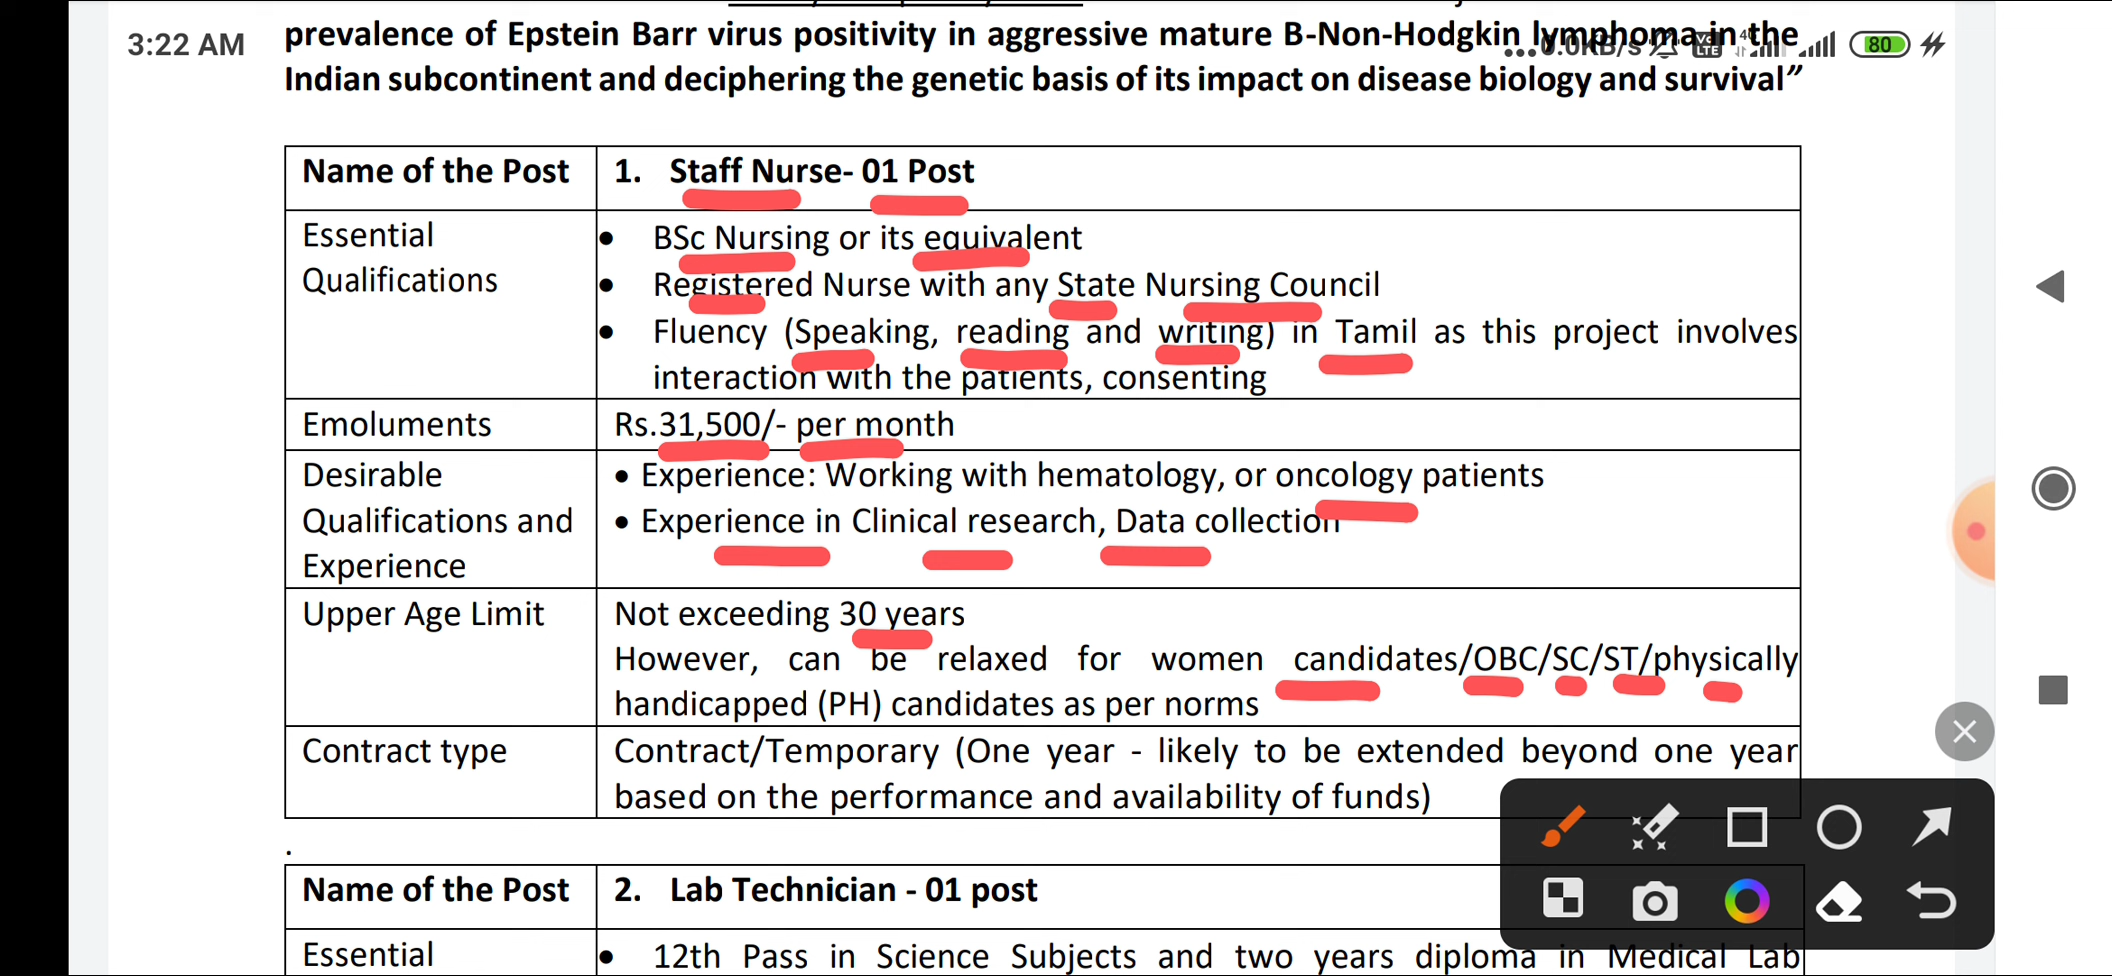 3:22 AM
80
prevalence of Epstein Barr virus positivity in aggressive mature B-Non-Hodgkin lymphoma in the
Indian subcontinent and deciphering the genetic basis of its impact on disease biology and survival”
Name of the Post
1. Staff Nurse- 01 Post
Essential
Qualifications
• BSc Nursing or its equivalent
• Registered Nurse with any State Nursing Council
• Fluency (Speaking, reading and writing) in Tamil as this project involves
interaction with the patients, consenting
Emoluments
Rs.31,500/- per month
Desirable
Qualifications and
Experience
• Experience: Working with hematology, or oncology patients
• Experience in Clinical research, Data collection
Upper Age Limit
Not exceeding 30 years
However, can be relaxed for women candidates/OBC/SC/ST/physically
handicapped (PH) candidates as per norms
Contract type
Contract/Temporary (One year - likely to be extended beyond one year
based on the performance and availability of funds)
.
Name of the Post
2. Lab Technician - 01 post
Essential
• 12th Pass in Science Subjects and two years diploma in Medical Lab